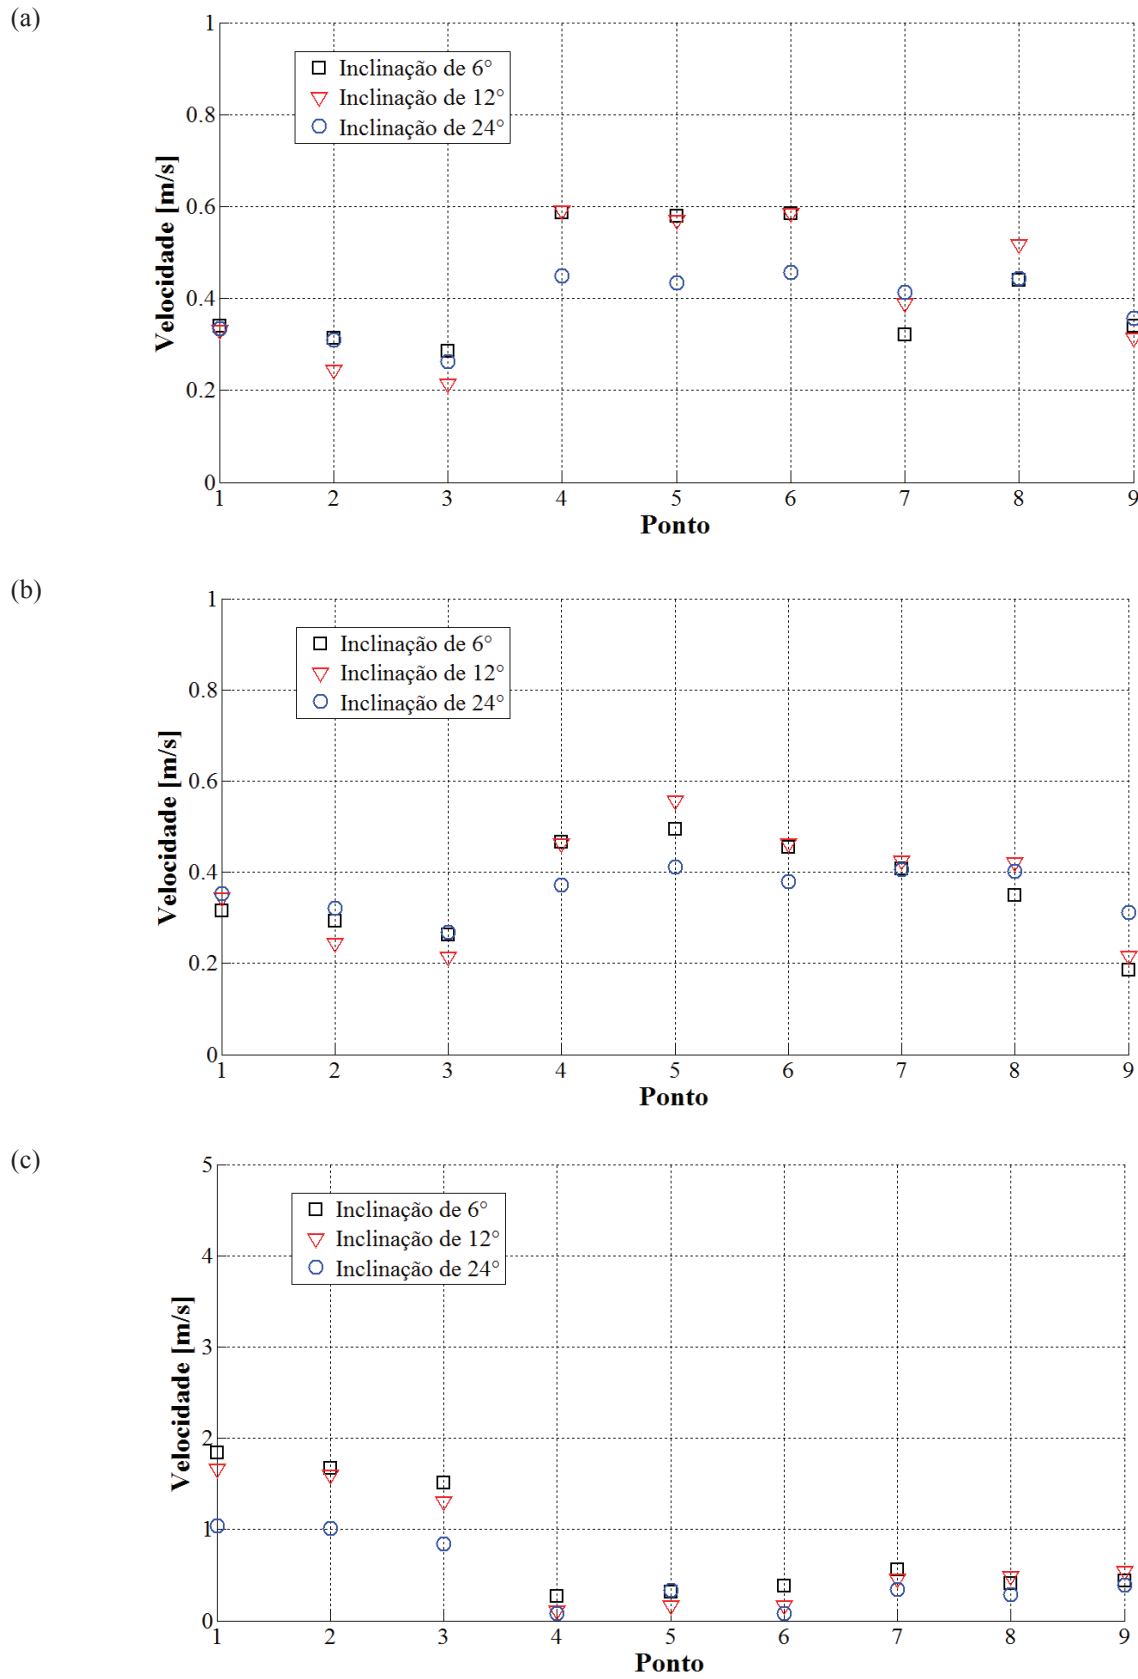 (a)
1
0.8
0.6
0.4
0.2
0
Velocidade [m/s]
Inclinação de 6°
Inclinação de 12°
Inclinação de 24°
1 2 3 4 5 6 7 8 9
Ponto
(b)
1
0.8
0.6
0.4
0.2
0
Velocidade [m/s]
Inclinação de 6°
Inclinação de 12°
Inclinação de 24°
1 2 3 4 5 6 7 8 9
Ponto
(c)
5
4
3
2
1
0
Velocidade [m/s]
Inclinação de 6°
Inclinação de 12°
Inclinação de 24°
1 2 3 4 5 6 7 8 9
Ponto